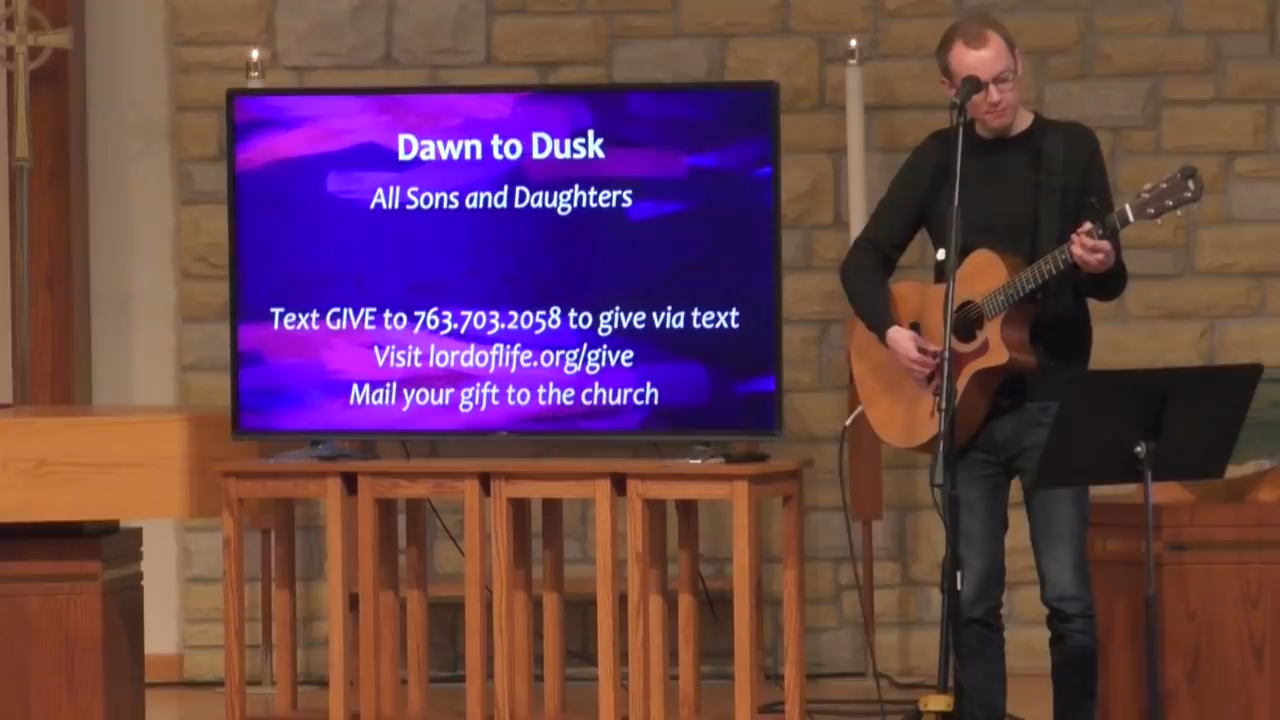 Dawn to Dusk
All Sons and Daughters
Text GIVE to 763.703.2058 to give via text
Visit lordoflife.org/give
Mail your gift to the church